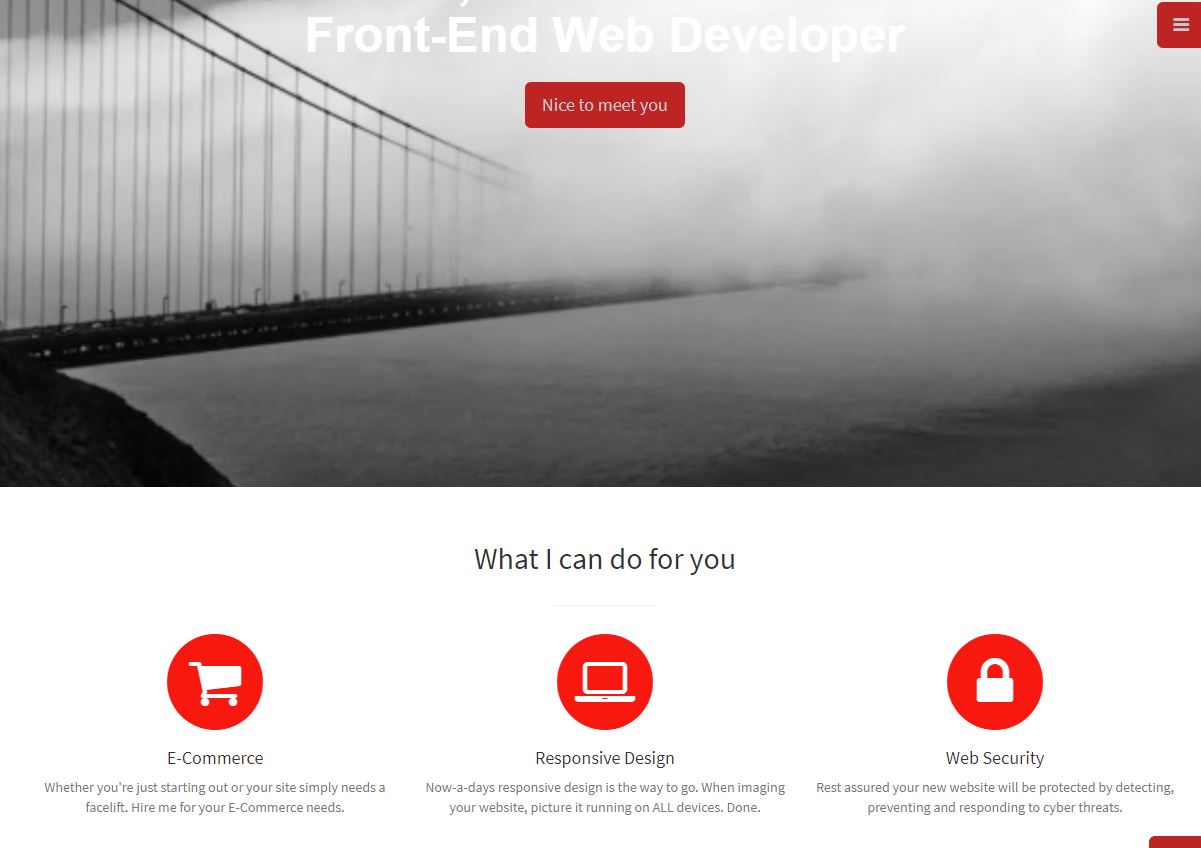 Front-End Web Developer
Nice to meet you
What I can do for you
E-Commerce
Whether you're just starting out or your site simply needs a
facelift. Hire me for your E-Commerce needs.
Responsive Design
Now-a-days responsive design is the way to go. When imaging
your website, picture it running on ALL devices. Done.
Web Security
Rest assured your new website will be protected by detecting,
preventing and responding to cyber threats.